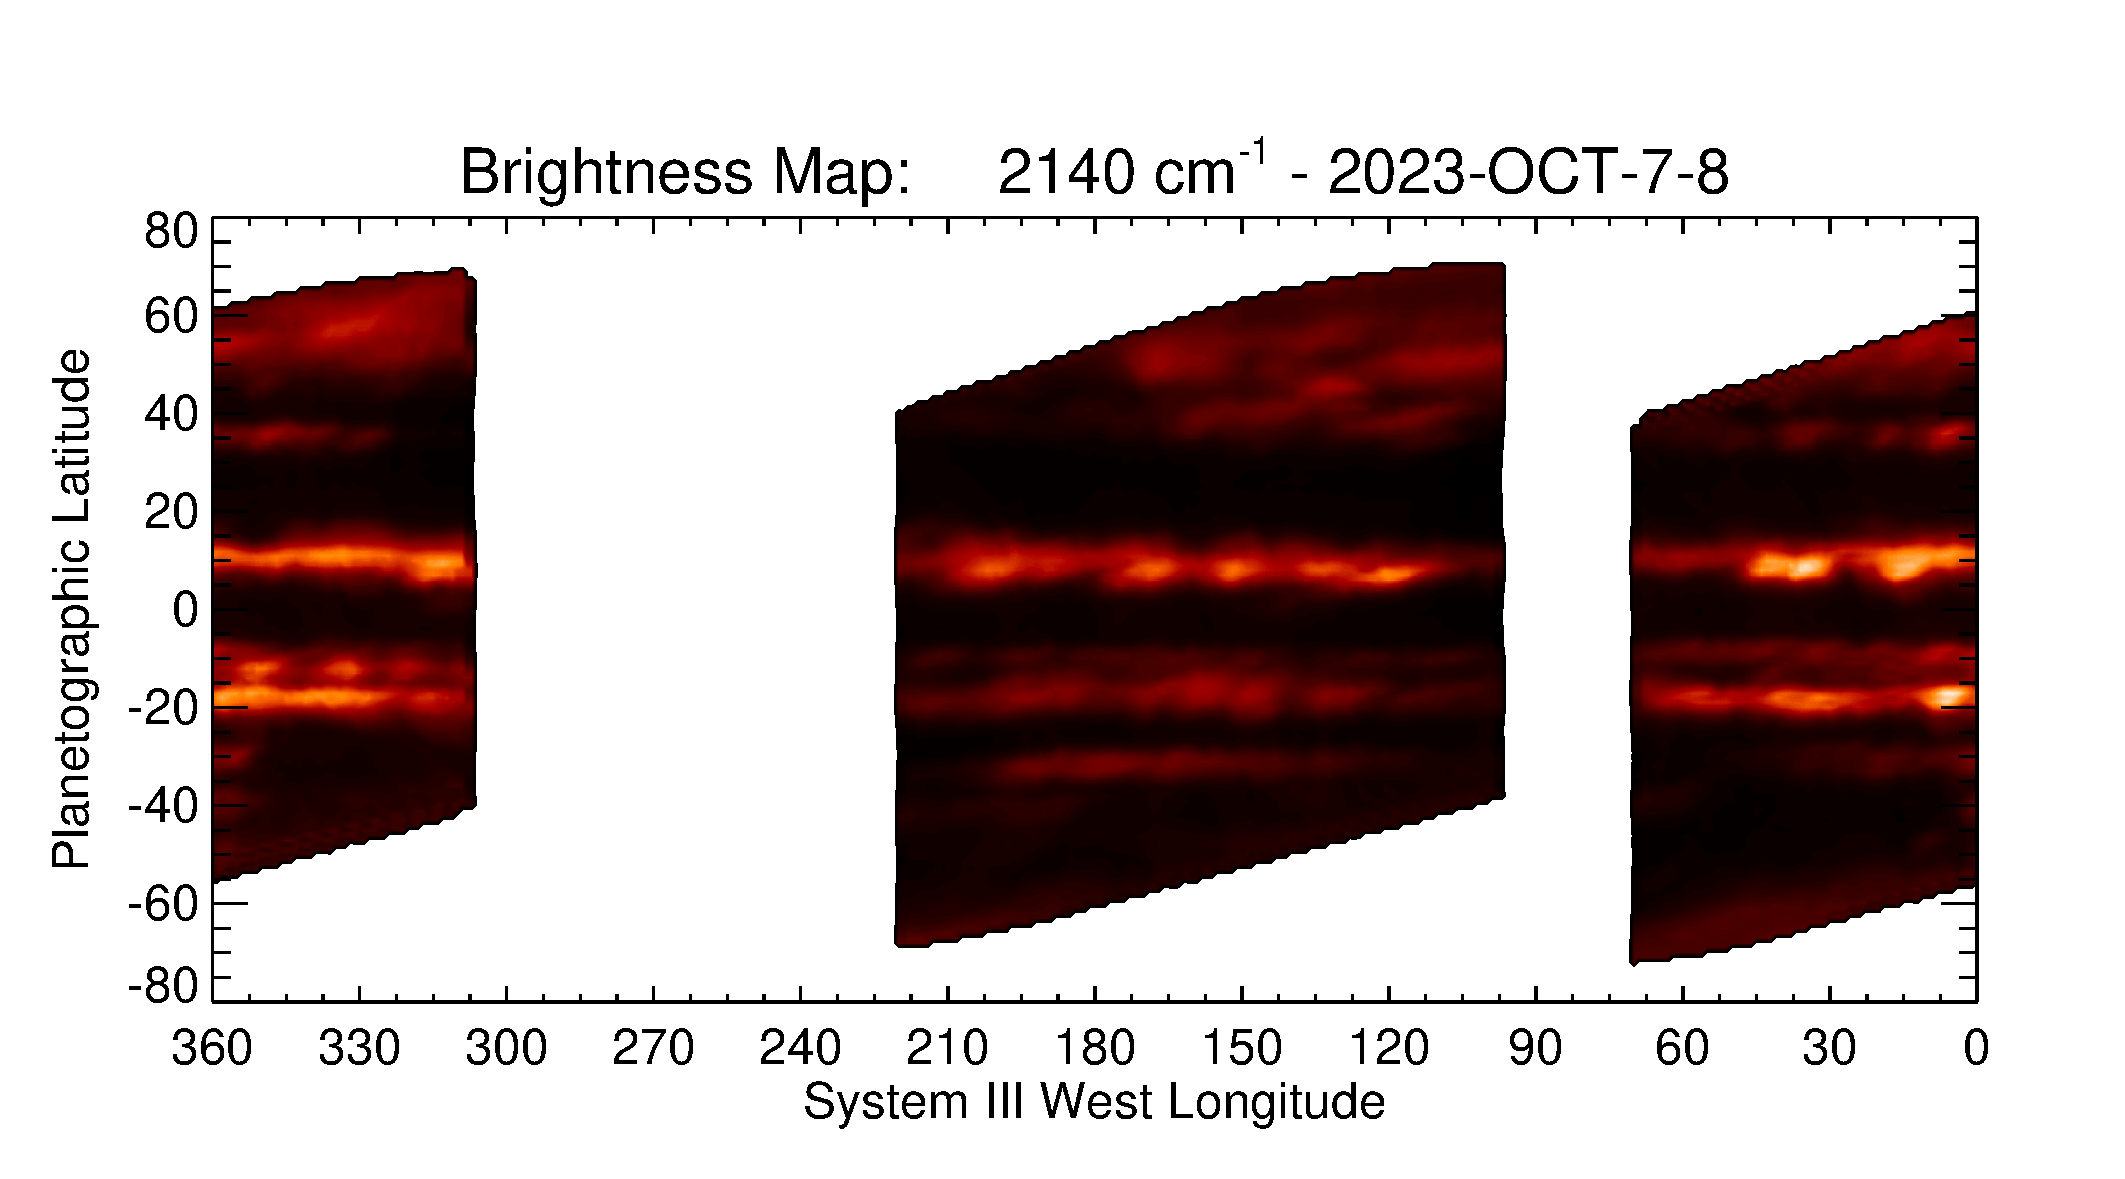 Brightness Map: 2140 cm⁻¹ - 2023-OCT-7-8
80
60
40
20
0
-20
-40
-60
-80
Planetographic Latitude
360 330 300 270 240 210 180 150 120 90 60 30 0
System III West Longitude